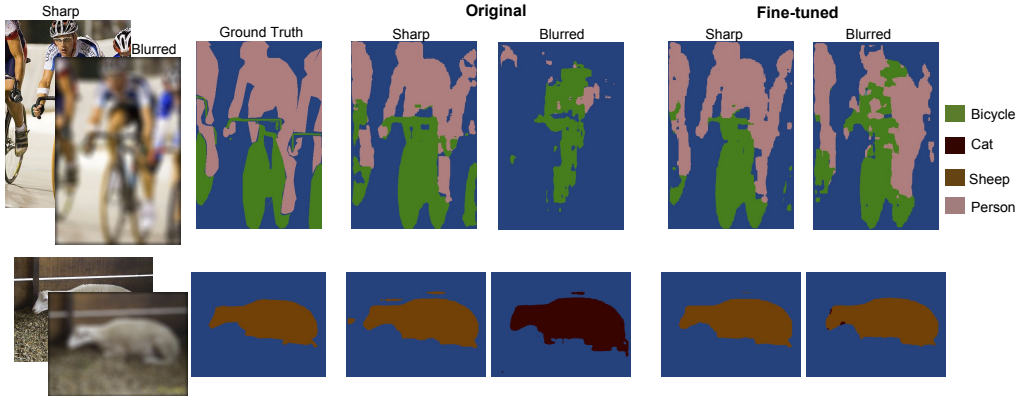 Sharp
Blurred
Original
Fine-tuned
Ground Truth
Sharp
Blurred
Sharp
Blurred
Bicycle
Cat
Sheep
Person